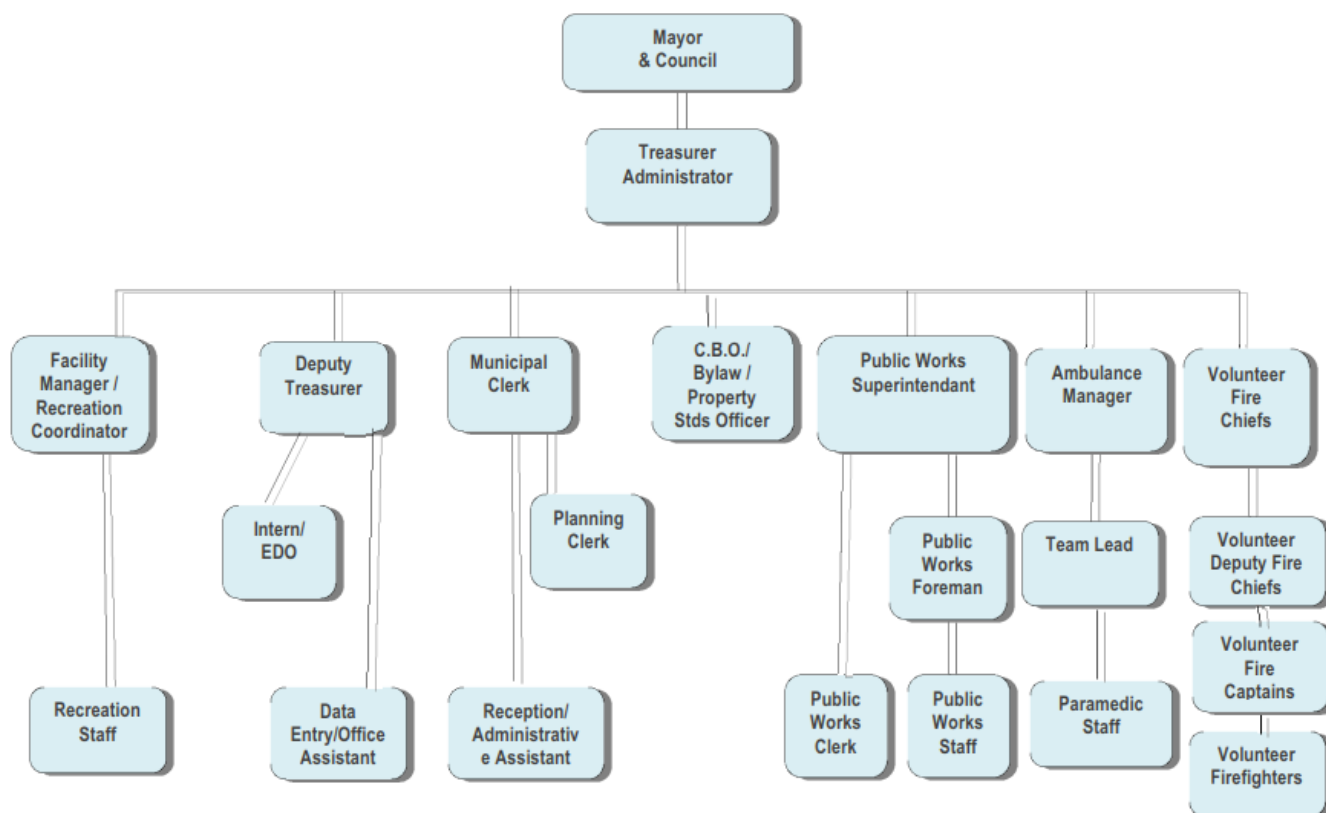 Mayor
& Council
Treasurer
Administrator
Facility
Manager /
Recreation
Coordinator
Deputy
Treasurer
Municipal
Clerk
C.B.O./
Bylaw /
Property
Stds Officer
Public Works
Superintendant
Ambulance
Manager
Volunteer
Fire
Chiefs
Intern/
EDO
Planning
Clerk
Public
Works
Foreman
Team Lead
Volunteer
Deputy Fire
Chiefs
Volunteer
Fire
Captains
Recreation
Staff
Data
Entry/Office
Assistant
Reception/
Administrativ
e Assistant
Public
Works
Clerk
Public
Works
Staff
Paramedic
Staff
Volunteer
Firefighters